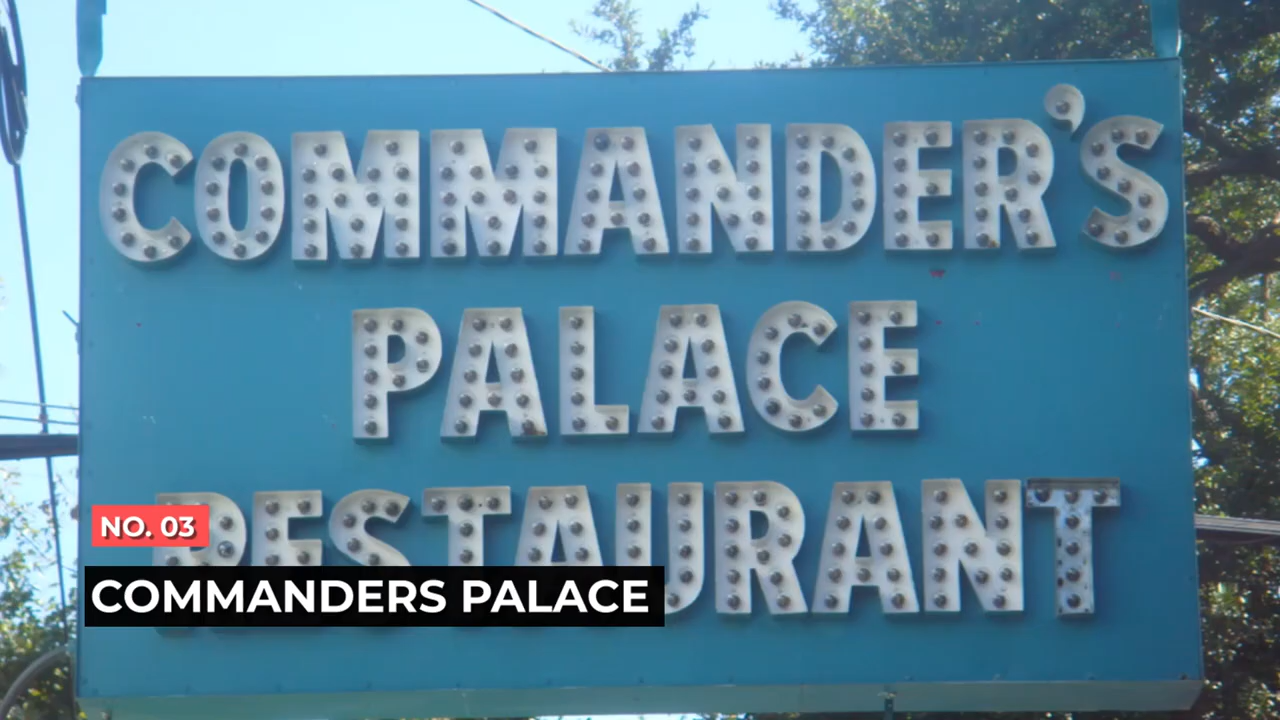 COMMANDER'S
PALACE
RESTAURANT
NO. 03
COMMANDERS PALACE